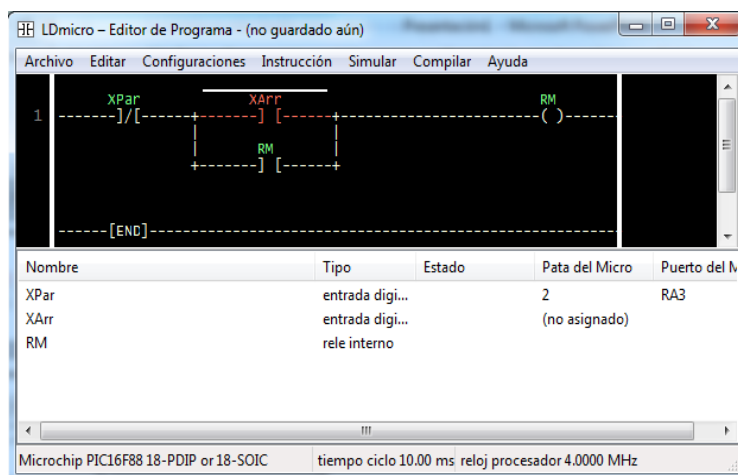 LDmicro – Editor de Programa - (no guardado aún)
Archivo Editar Configuraciones Instrucción Simular Compilar Ayuda
XPar XArr RM
1 ------]/[------+-------] [------+----------------------( )------
RM
+-------] [------+
------[END]------
Nombre Tipo Estado Pata del Micro Puerto del M
XPar entrada digi... 2 RA3
XArr entrada digi... (no asignado)
RM rele interno
Microchip PIC16F88 18-PDIP or 18-SOIC tiempo ciclo 10.00 ms reloj procesador 4.0000 MHz